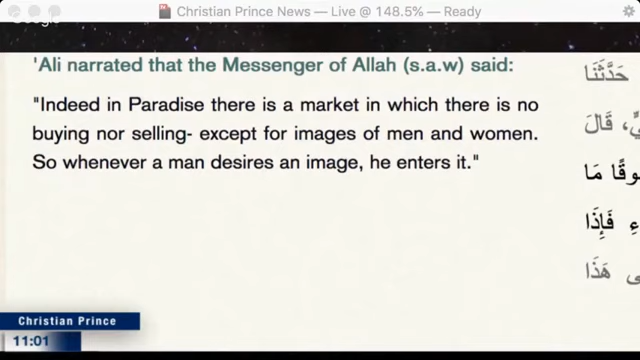 Christian Prince News — Live @ 148.5% — Ready
Google
'Ali narrated that the Messenger of Allah (s.a.w) said:
حَدَّثَنَا
"Indeed in Paradise there is a market in which there is no
قَالَ
buying nor selling- except for images of men and women.
So whenever a man desires an image, he enters it."
مَا
فَإِذَا
هَذَا
Christian Prince
11:01